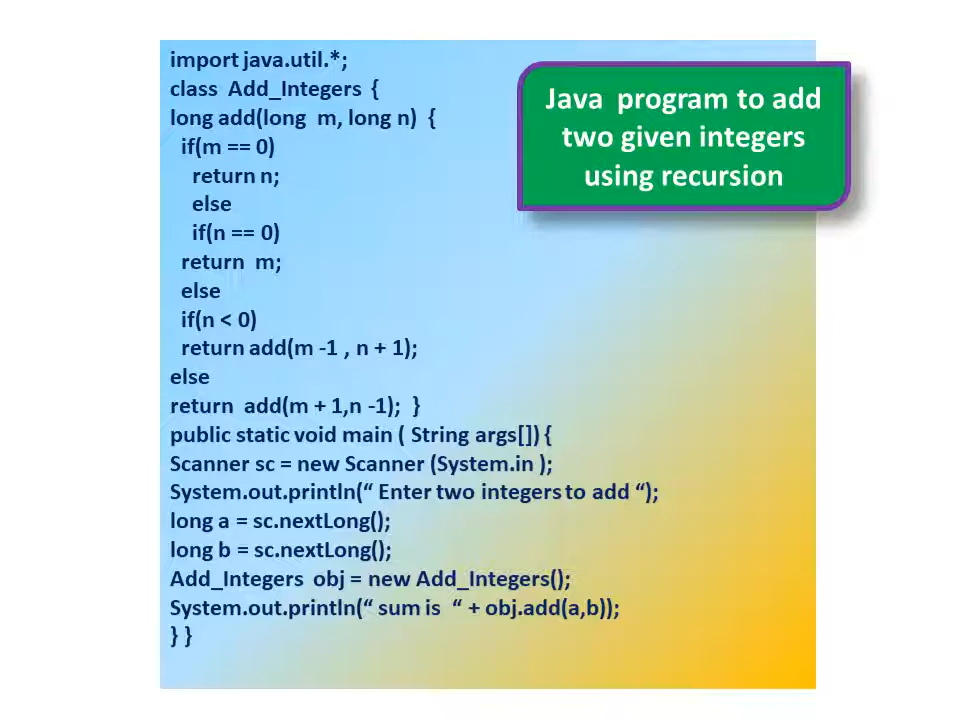 import java.util.*;
class Add_Integers {
long add(long m, long n) {
if(m == 0)
return n;
else
if(n == 0)
return m;
else
if(n < 0)
return add(m -1 , n + 1);
else
return add(m + 1,n -1); }
public static void main ( String args[]) {
Scanner sc = new Scanner (System.in );
System.out.println(“ Enter two integers to add “);
long a = sc.nextLong();
long b = sc.nextLong();
Add_Integers obj = new Add_Integers();
System.out.println(“ sum is “ + obj.add(a,b));
} }
Java program to add
two given integers
using recursion